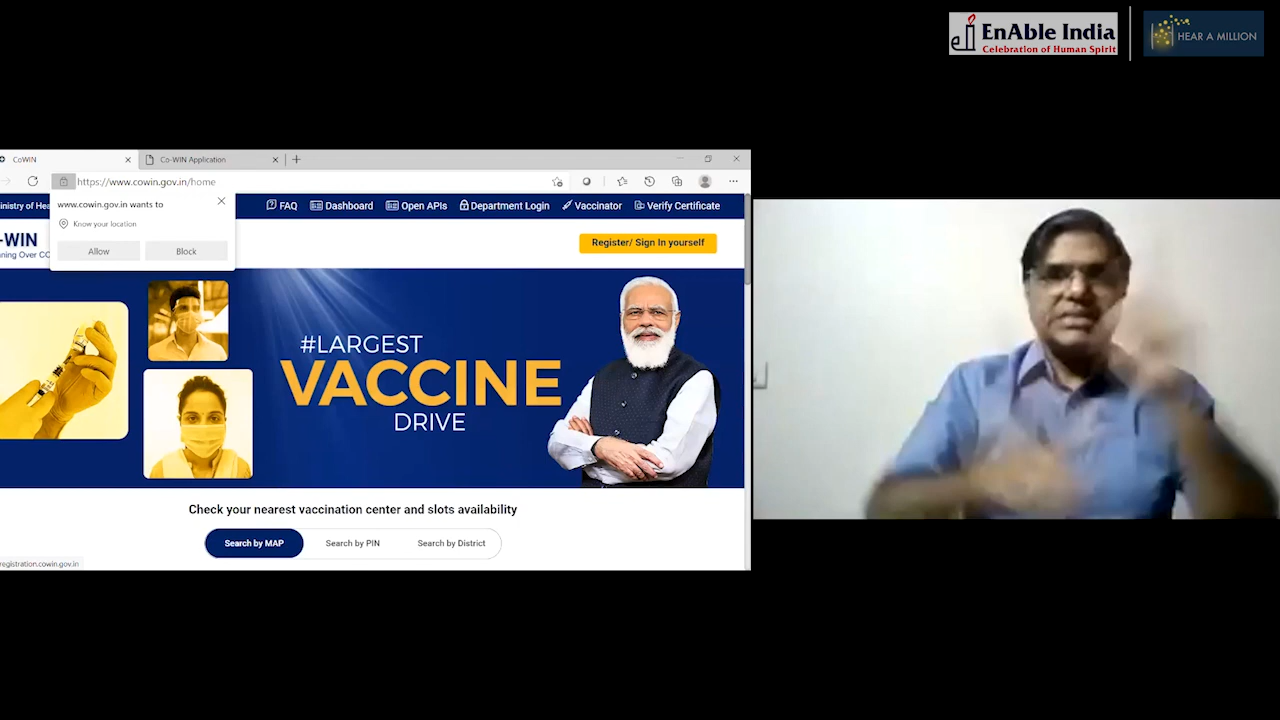 EnAble India
Celebration of Human Spirit
HEAR A MILLION
CoWIN
Co-WIN Application
https://www.cowin.gov.in/home
www.cowin.gov.in wants to
Know your location
Allow
Block
FAQ
Dashboard
Open APIs
Department Login
Vaccinator
Verify Certificate
-WIN
Register/ Sign In yourself
#LARGEST
VACCINE
DRIVE
Check your nearest vaccination center and slots availability
Search by MAP
Search by PIN
Search by District
registration.cowin.gov.in